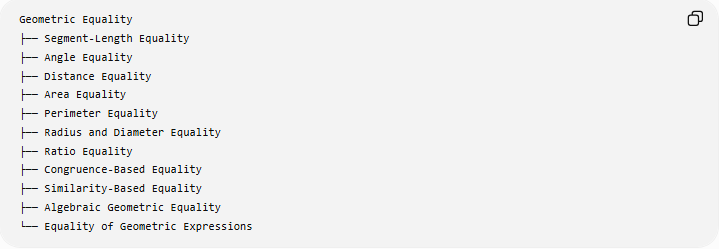 Geometric Equality
├── Segment-Length Equality
├── Angle Equality
├── Distance Equality
├── Area Equality
├── Perimeter Equality
├── Radius and Diameter Equality
├── Ratio Equality
├── Congruence-Based Equality
├── Similarity-Based Equality
├── Algebraic Geometric Equality
└── Equality of Geometric Expressions